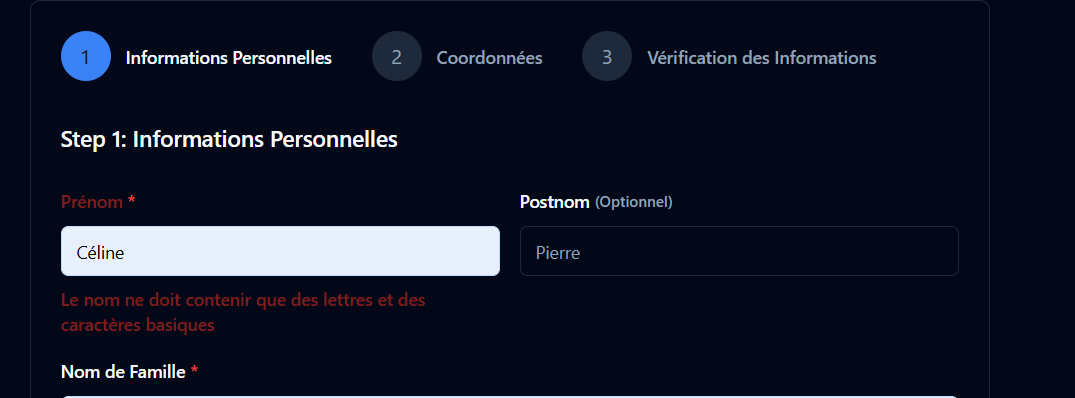 1 Informations Personnelles 2 Coordonnées 3 Vérification des Informations
Step 1: Informations Personnelles
Prénom * Postnom (Optionnel)
Céline Pierre
Le nom ne doit contenir que des lettres et des
caractères basiques
Nom de Famille *